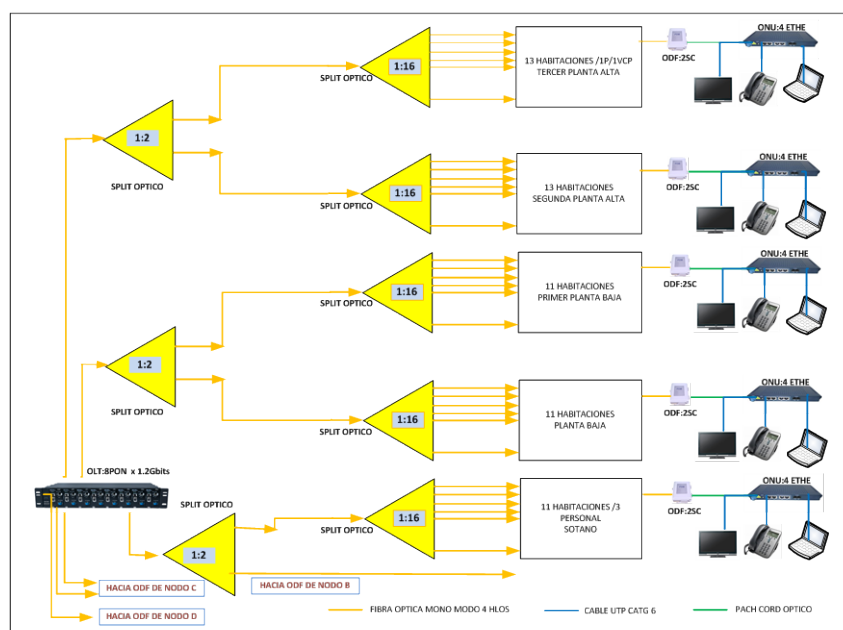 ONU:4 ETHE
1:16
SPLIT OPTICO
13 HABITACIONES /1P/1VCP
TERCER PLANTA ALTA
ODF:2SC
1:2
SPLIT OPTICO
ONU:4 ETHE
1:16
SPLIT OPTICO
13 HABITACIONES
SEGUNDA PLANTA ALTA
ODF:2SC
ONU:4 ETHE
1:16
SPLIT OPTICO
11 HABITACIONES
PRIMER PLANTA BAJA
ODF:2SC
1:2
SPLIT OPTICO
ONU:4 ETHE
1:16
SPLIT OPTICO
11 HABITACIONES
PLANTA BAJA
ODF:2SC
OLT:8PON x 1.2Gbits
SPLIT OPTICO
1:2
ONU:4 ETHE
1:16
SPLIT OPTICO
11 HABITACIONES /3
PERSONAL
SOTANO
ODF:2SC
HACIA ODF DE NODO C
HACIA ODF DE NODO B
HACIA ODF DE NODO D
FIBRA OPTICA MONO MODO 4 HLOS
CABLE UTP CATG 6
PACH CORD OPTICO